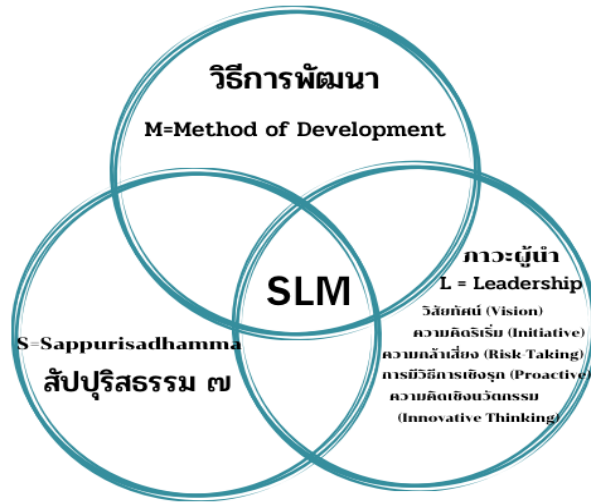 วิธีการพัฒนา
M=Method of Development
SLM
S=Sappurisadhamma
สัปปุริสธรรม ๗
ภาวะผู้นำ
L = Leadership
วิสัยทัศน์ (Vision)
ความคิดริเริ่ม (Initiative)
ความกล้าเสี่ยง (Risk-Taking)
การมีวิธีการเชิงรุก (Proactive)
ความคิดเชิงนวัตกรรม
(Innovative Thinking)